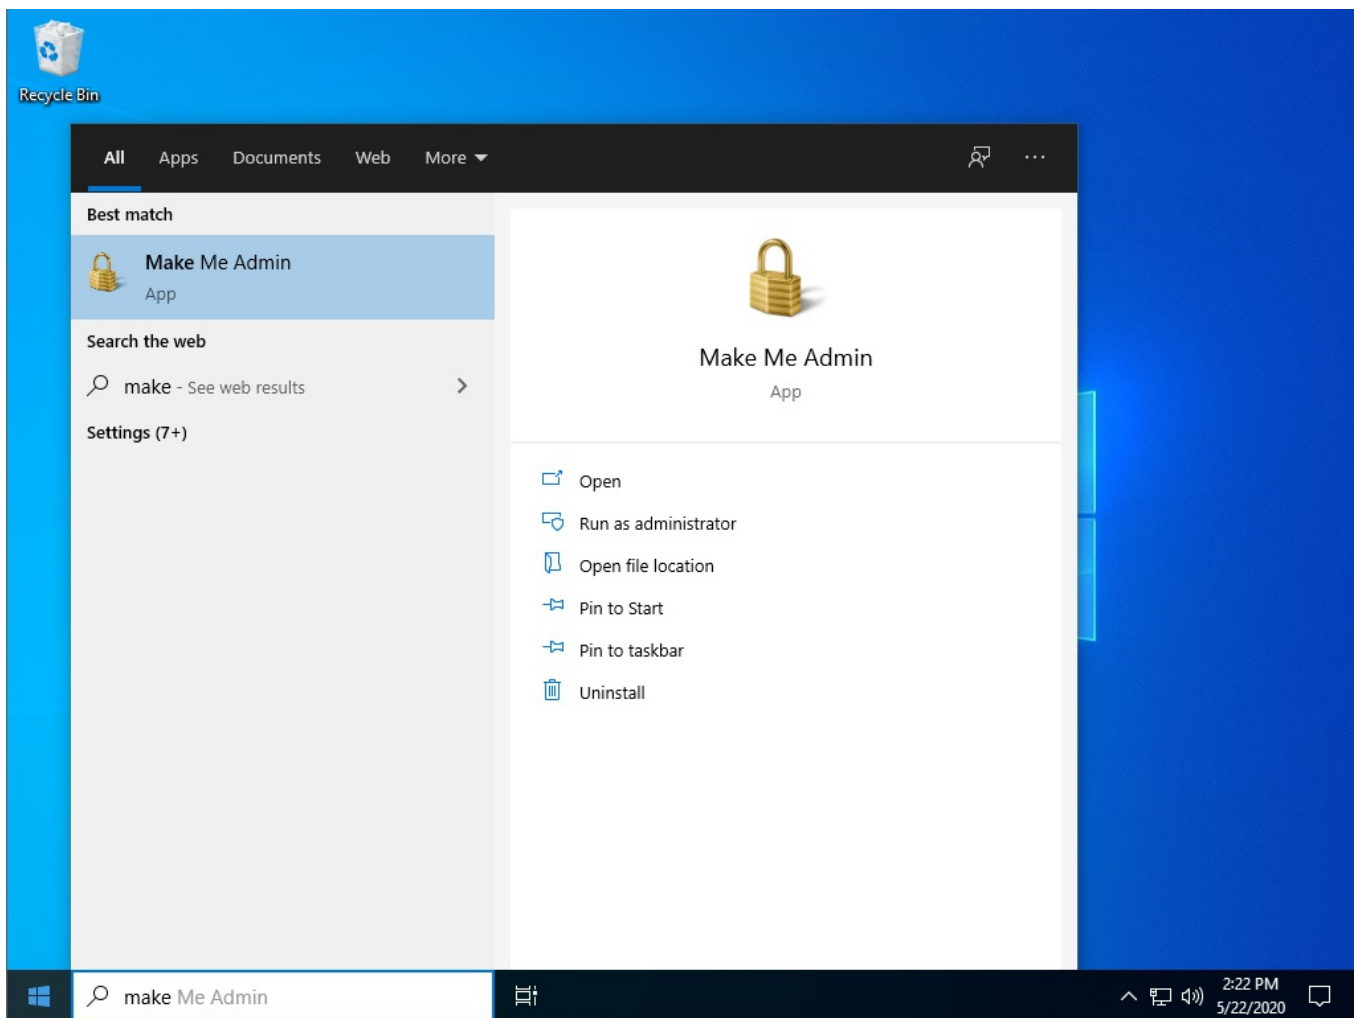 Recycle Bin
All Apps Documents Web More
Best match
Make Me Admin
App
Search the web
make - See web results
Settings (7+)
Make Me Admin
App
Open
Run as administrator
Open file location
Pin to Start
Pin to taskbar
Uninstall
make Me Admin
2:22 PM
5/22/2020